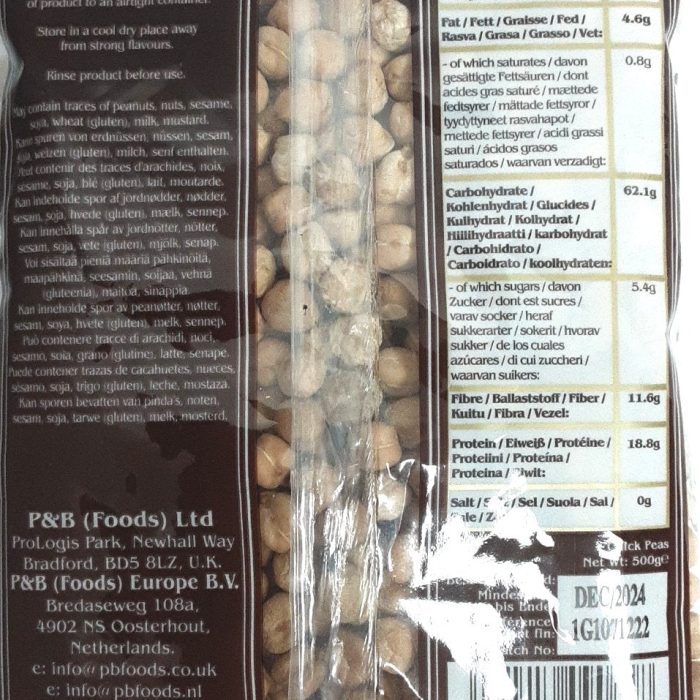 of product to an airtight container.
Store in a cool dry place away
from strong flavours.
Rinse product before use.
May contain traces of peanuts, nuts, sesame,
soya, wheat (gluten), milk, mustard.
Kann spuren von erdnüssen, nüssen, sesam,
soja, weizen (gluten), milch, senf enthalten.
Peut contenir des traces d'arachides, noix,
sésame, soja, blé (gluten), lait, moutarde.
Kan indeholde spor af jordnødder, nødder,
sesam, soja, hvede (gluten), mælk, sennep.
Kan innehålla spår av jordnötter, nötter,
sesam, soja, vete (gluten), mjölk, senap.
Voi sisältää pieniä määriä pähkinöitä,
maapähkinä, seesamin, soijaa, vehnä
(gluteenia), maitoa, sinappia.
Kan inneholde spor av peanøtter, nøtter,
sesam, soya, hvete (gluten), melk, sennep.
Può contenere tracce di arachidi, noci,
sesamo, soia, grano (glutine), latte, senape.
Puede contener trazas de cacahuetes, nueces,
sésamo, soja, trigo (gluten), leche, mustaza.
Kan sporen bevatten van pinda's, noten,
sesam, soja, tarwe (gluten), melk, mosterd.
P&B (Foods) Ltd
ProLogis Park, Newhall Way
Bradford, BD5 8LZ, U.K.
P&B (Foods) Europe B.V.
Bredaseweg 108a,
4902 NS Oosterhout,
Netherlands.
e: info@pbfoods.co.uk
e: info@pbfoods.nl
Fat / Fett / Graisse / Fed /
Rasva / Grasa / Grasso / Vet: 4.6g
- of which saturates / davon 0.8g
gesättigte Fettsäuren / dont
acides gras saturé / mættede
fedtsyrer / mättade fettsyror /
tyydyttyneet rasvahapot /
mettede fettsyrer / acidi grassi
saturi / ácidos grasos
saturados / waarvan verzadigt:
Carbohydrate / 62.1g
Kohlenhydrat / Glucides /
Kulhydrat / Kolhydrat /
Hiilihydraatti / karbohydrat
/ Carbohidrato /
Carboidrato / koolhydraten:
- of which sugars / davon 5.4g
Zucker / dont est sucres /
varav socker / heraf
sukkerarter / sokerit / hvorav
sukker / de los cuales
azúcares / di cui zuccheri /
waarvan suikers:
Fibre / Ballaststoff / Fiber / 11.6g
Kuitu / Fibra / Vezel:
Protein / Eiweiß / Protéine / 18.8g
Proteiini / Proteína /
Proteina /
Salt / Sel / Suola / Sal / 0g
Peas
Net wt: 500g e
DEC/2024
1G1071222